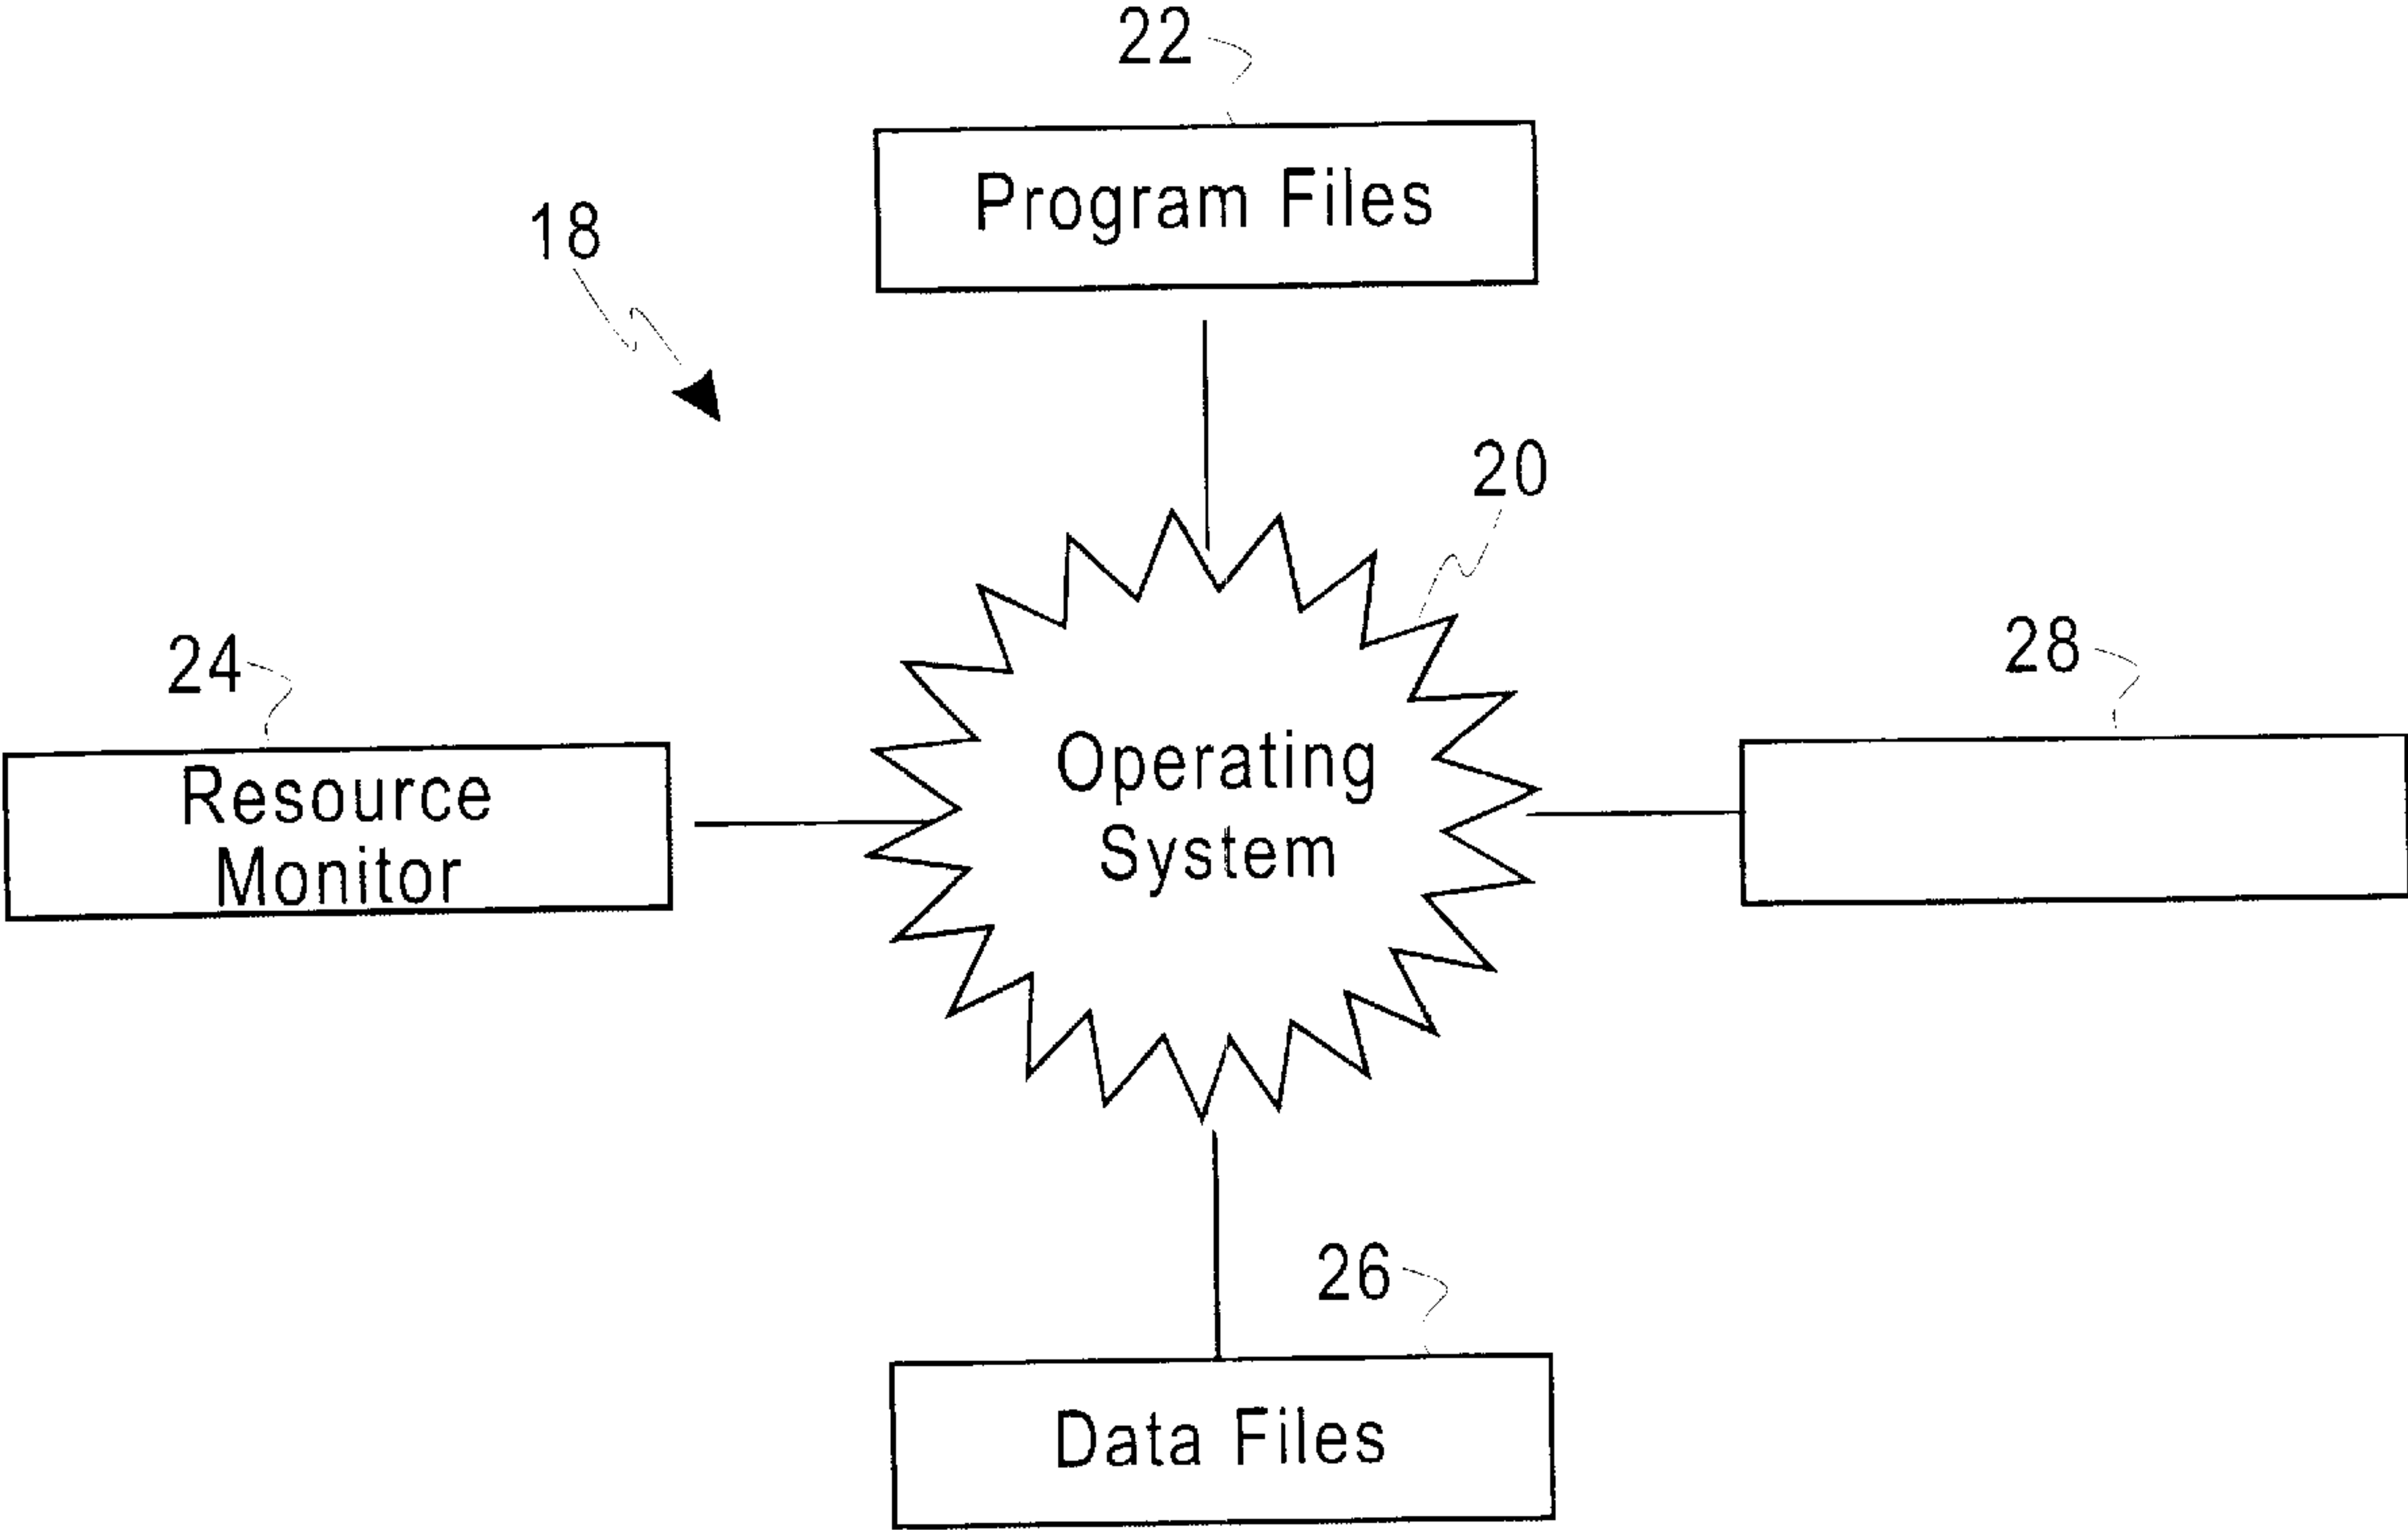 22
Program Files
18
20
28
24
Resource
Monitor
Operating
System
26
Data Files